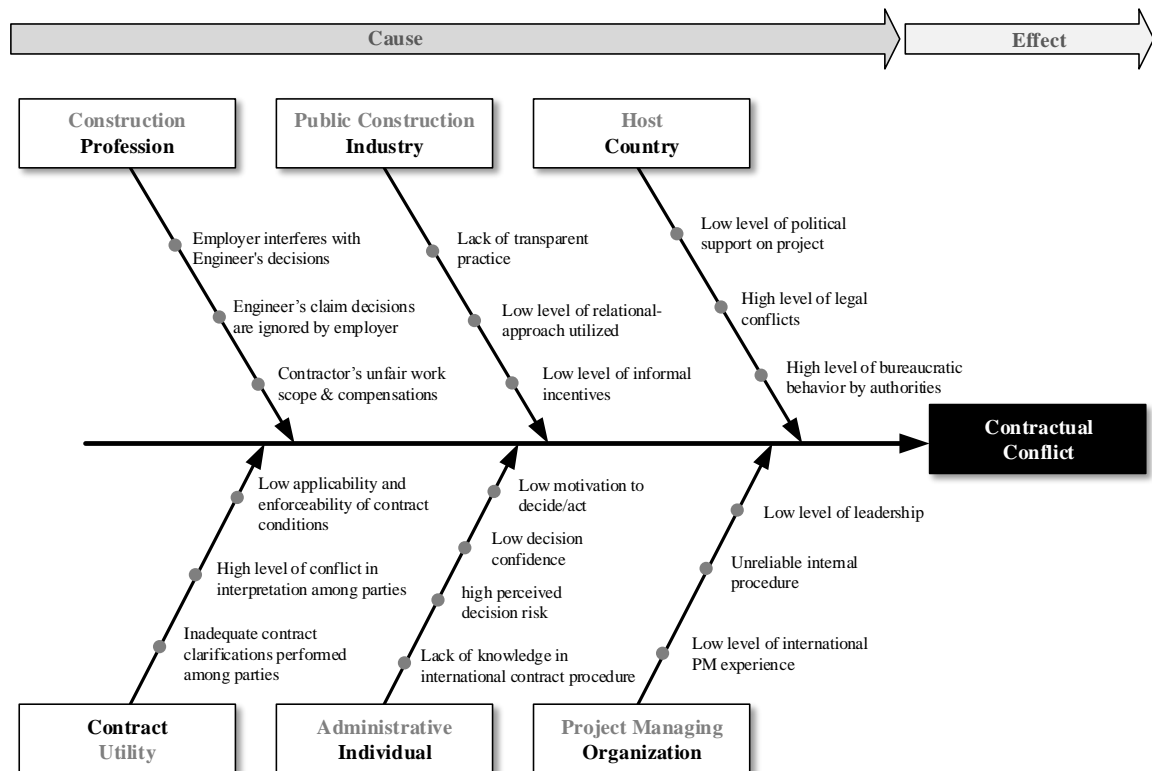 Cause
Effect
Construction
Profession
Public Construction
Industry
Host
Country
Employer interferes with
Engineer's decisions
Engineer’s claim decisions
are ignored by employer
Contractor’s unfair work
scope & compensations
Lack of transparent
practice
Low level of relational-
approach utilized
Low level of informal
incentives
Low level of political
support on project
High level of legal
conflicts
High level of bureaucratic
behavior by authorities
Contractual
Conflict
Low applicability and
enforceability of contract
conditions
High level of conflict in
interpretation among parties
Inadequate contract
clarifications performed
among parties
Low motivation to
decide/act
Low decision
confidence
high perceived
decision risk
Lack of knowledge in
international contract procedure
Low level of leadership
Unreliable internal
procedure
Low level of international
PM experience
Contract
Utility
Administrative
Individual
Project Managing
Organization